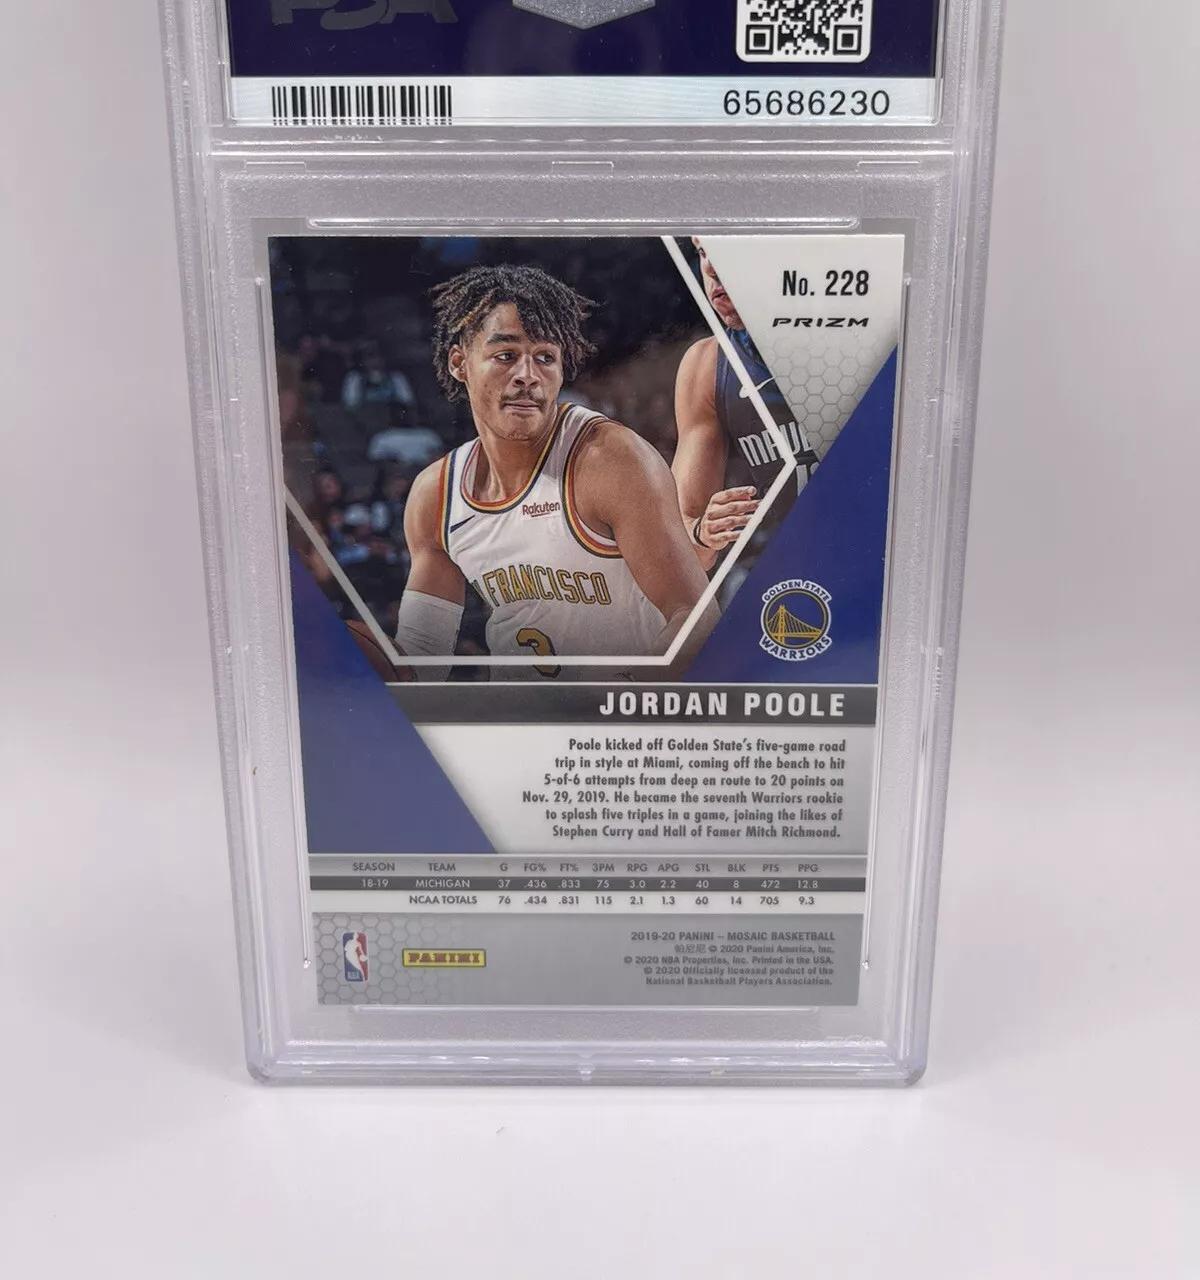 PSA
65686230
No. 228
PRIZM
MAVE
Rakuten
FRANCISCO
3
GOLDEN STATE
WARRIORS
JORDAN POOLE
Poole kicked off Golden State's five-game road
trip in style at Miami, coming off the bench to hit
5-of-6 attempts from deep en route to 20 points on
Nov. 29, 2019. He became the seventh Warriors rookie
to splash five triples in a game, joining the likes of
Stephen Curry and Hall of Famer Mitch Richmond.
SEASON TEAM G FG% FT% 3PM RPG APG STL BLK PTS PPG
18-19 MICHIGAN 37 .436 .833 75 3.0 2.2 40 8 472 12.8
NCAA TOTALS 76 .434 .831 115 2.1 1.3 60 14 705 9.3
NBA
PANINI
2019-20 PANINI – MOSAIC BASKETBALL
帕尼尼 © 2020 Panini America, Inc.
© 2020 NBA Properties, Inc. Printed in the USA.
© 2020 Officially licensed product of the
National Basketball Players Association.